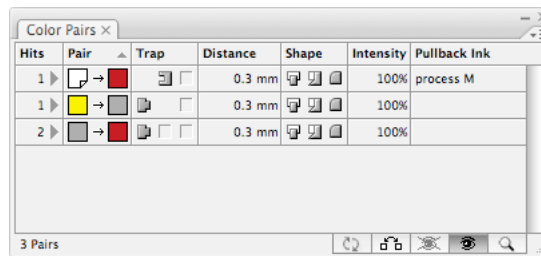 Color Pairs ×
Hits Pair Trap Distance Shape Intensity Pullback Ink
1 0.3 mm 100% process M
1 0.3 mm 100%
2 0.3 mm 100%
3 Pairs